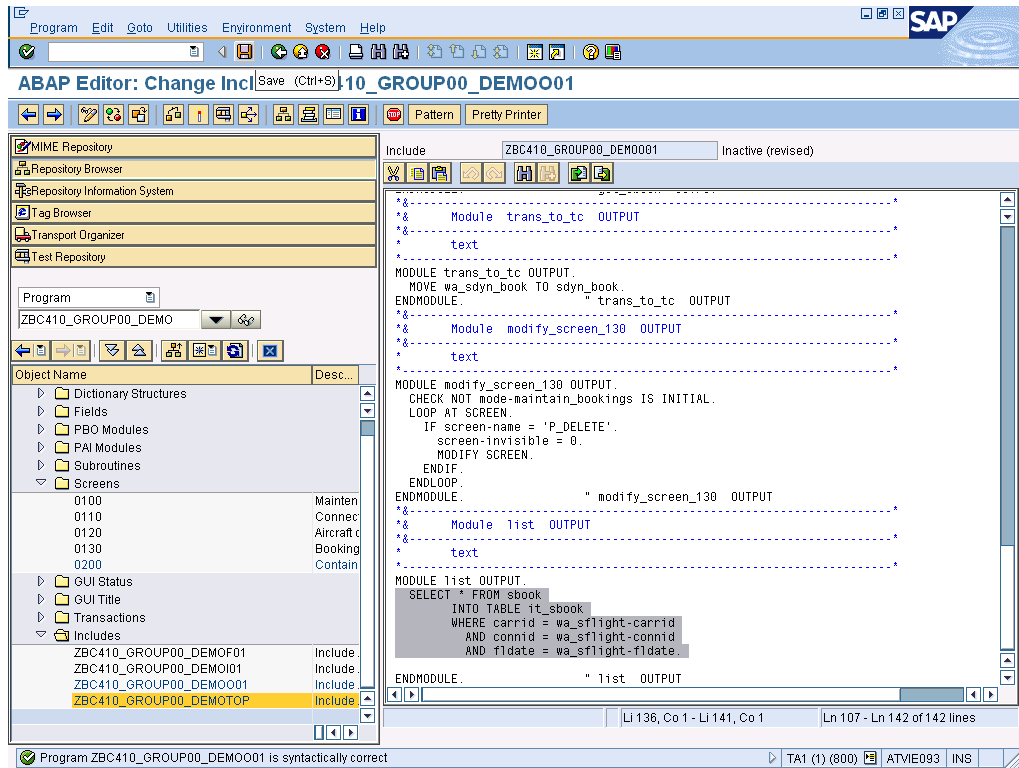 Program Edit Goto Utilities Environment System Help
SAP
ABAP Editor: Change Incl
Save (Ctrl+S)
10_GROUP00_DEMOO01
STOP
Pattern
Pretty Printer
MIME Repository
Repository Browser
Repository Information System
Tag Browser
Transport Organizer
Test Repository
Program
ZBC410_GROUP00_DEMO
Object Name
Desc...
Dictionary Structures
Fields
PBO Modules
PAI Modules
Subroutines
Screens
0100 Mainten
0110 Connec
0120 Aircraft
0130 Booking
0200 Contain
GUI Status
GUI Title
Transactions
Includes
ZBC410_GROUP00_DEMOF01 Include
ZBC410_GROUP00_DEMOI01 Include
ZBC410_GROUP00_DEMOO01 Include
ZBC410_GROUP00_DEMOTOP Include
Include
ZBC410_GROUP00_DEMOO01
Inactive (revised)
*&---------------------------------------------------------------------*
*&      Module  trans_to_tc  OUTPUT
*&---------------------------------------------------------------------*
*       text
*----------------------------------------------------------------------*
MODULE trans_to_tc OUTPUT.
  MOVE wa_sdyn_book TO sdyn_book.
ENDMODULE.                 " trans_to_tc  OUTPUT
*&---------------------------------------------------------------------*
*&      Module  modify_screen_130  OUTPUT
*&---------------------------------------------------------------------*
*       text
*----------------------------------------------------------------------*
MODULE modify_screen_130 OUTPUT.
  CHECK NOT mode-maintain_bookings IS INITIAL.
  LOOP AT SCREEN.
    IF screen-name = 'P_DELETE'.
      screen-invisible = 0.
      MODIFY SCREEN.
    ENDIF.
  ENDLOOP.
ENDMODULE.                 " modify_screen_130  OUTPUT
*&---------------------------------------------------------------------*
*&      Module  list  OUTPUT
*&---------------------------------------------------------------------*
*       text
*----------------------------------------------------------------------*
MODULE list OUTPUT.
  SELECT * FROM sbook
        INTO TABLE it_sbook
        WHERE carrid = wa_sflight-carrid
          AND connid = wa_sflight-connid
          AND fldate = wa_sflight-fldate.
ENDMODULE.                 " list  OUTPUT
Li 136, Co 1 - Li 141, Co 1
Ln 107 - Ln 142 of 142 lines
Program ZBC410_GROUP00_DEMOO01 is syntactically correct
TA1 (1) (800)
ATVIE093
INS